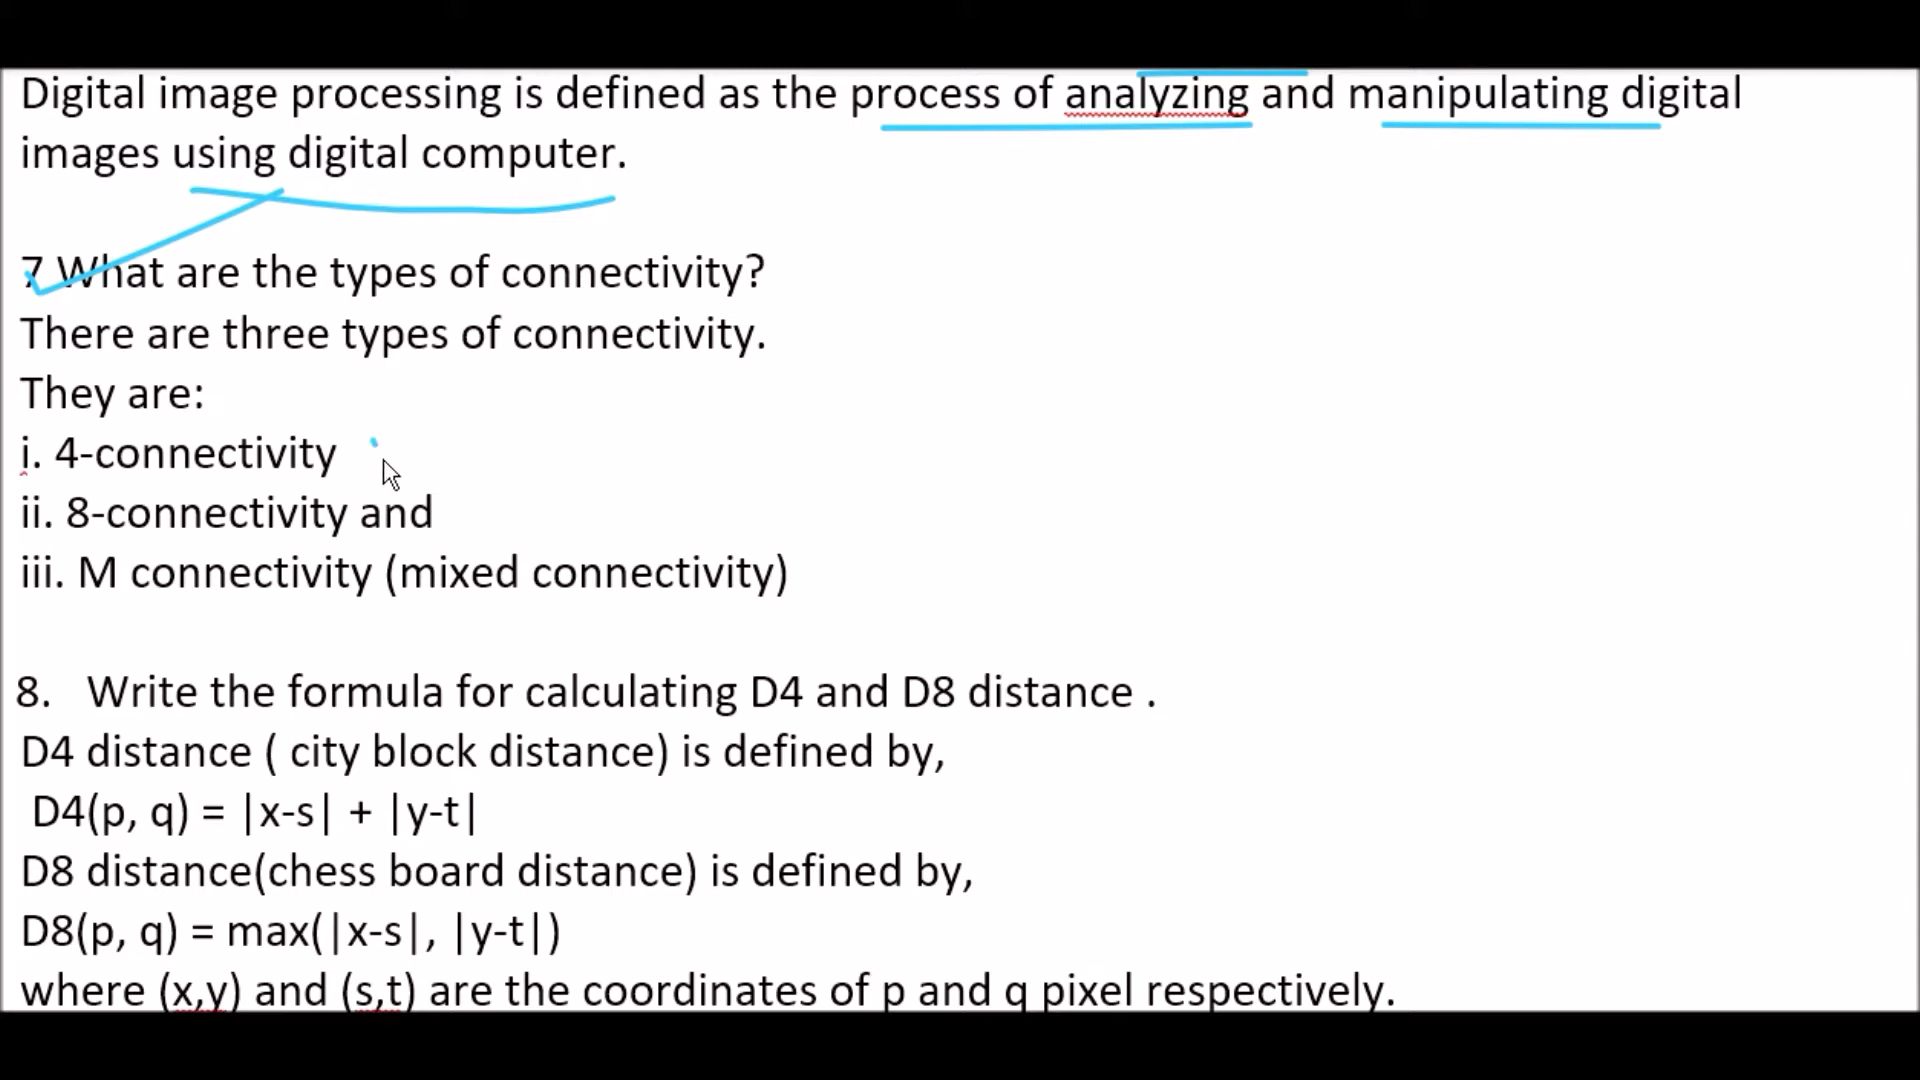 Digital image processing is defined as the process of analyzing and manipulating digital
images using digital computer.
7 What are the types of connectivity?
There are three types of connectivity.
They are:
i. 4-connectivity
ii. 8-connectivity and
iii. M connectivity (mixed connectivity)
8. Write the formula for calculating D4 and D8 distance .
D4 distance ( city block distance) is defined by,
D4(p, q) = |x-s| + |y-t|
D8 distance(chess board distance) is defined by,
D8(p, q) = max(|x-s|, |y-t|)
where (x,y) and (s,t) are the coordinates of p and q pixel respectively.